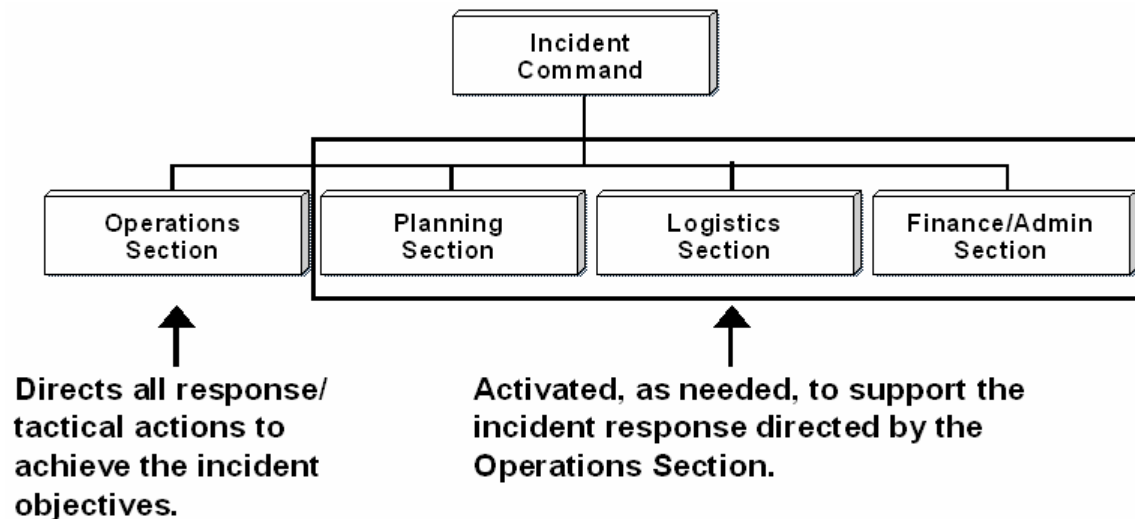 Incident
Command
Operations
Section
Planning
Section
Logistics
Section
Finance/Admin
Section
Directs all response/
tactical actions to
achieve the incident
objectives.
Activated, as needed, to support the
incident response directed by the
Operations Section.